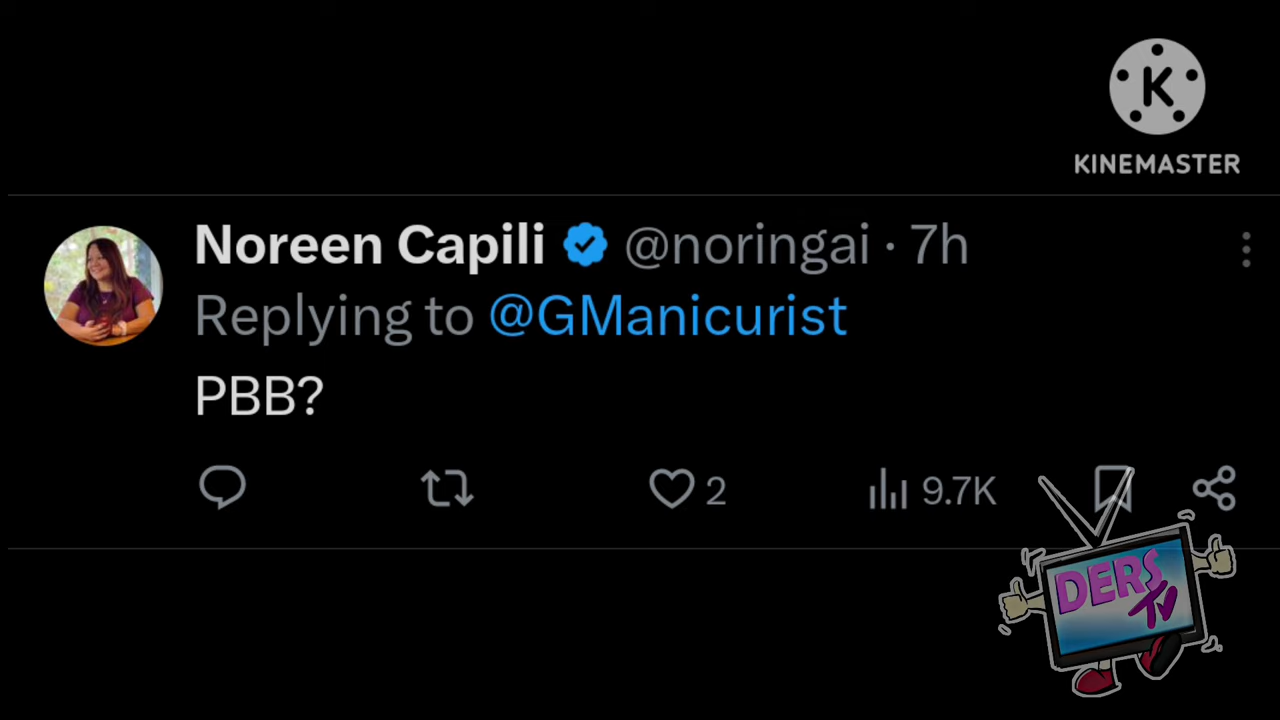 K
KINEMASTER
Noreen Capili @noringai · 7h
Replying to @GManicurist
PBB?
2 9.7K
DERS
TV